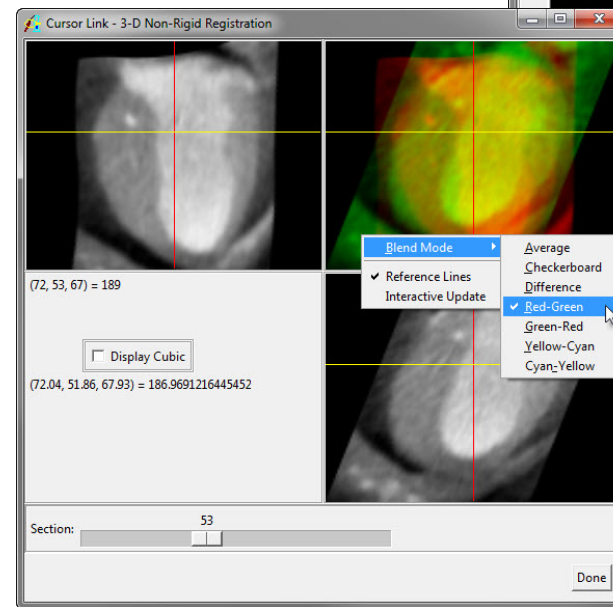 Cursor Link - 3-D Non-Rigid Registration
Blend Mode
Reference Lines
Interactive Update
Average
Checkerboard
Difference
Red-Green
Green-Red
Yellow-Cyan
Cyan-Yellow
(72, 53, 67) = 189
Display Cubic
(72.04, 51.86, 67.93) = 186.9691216445452
53
Section:
Done